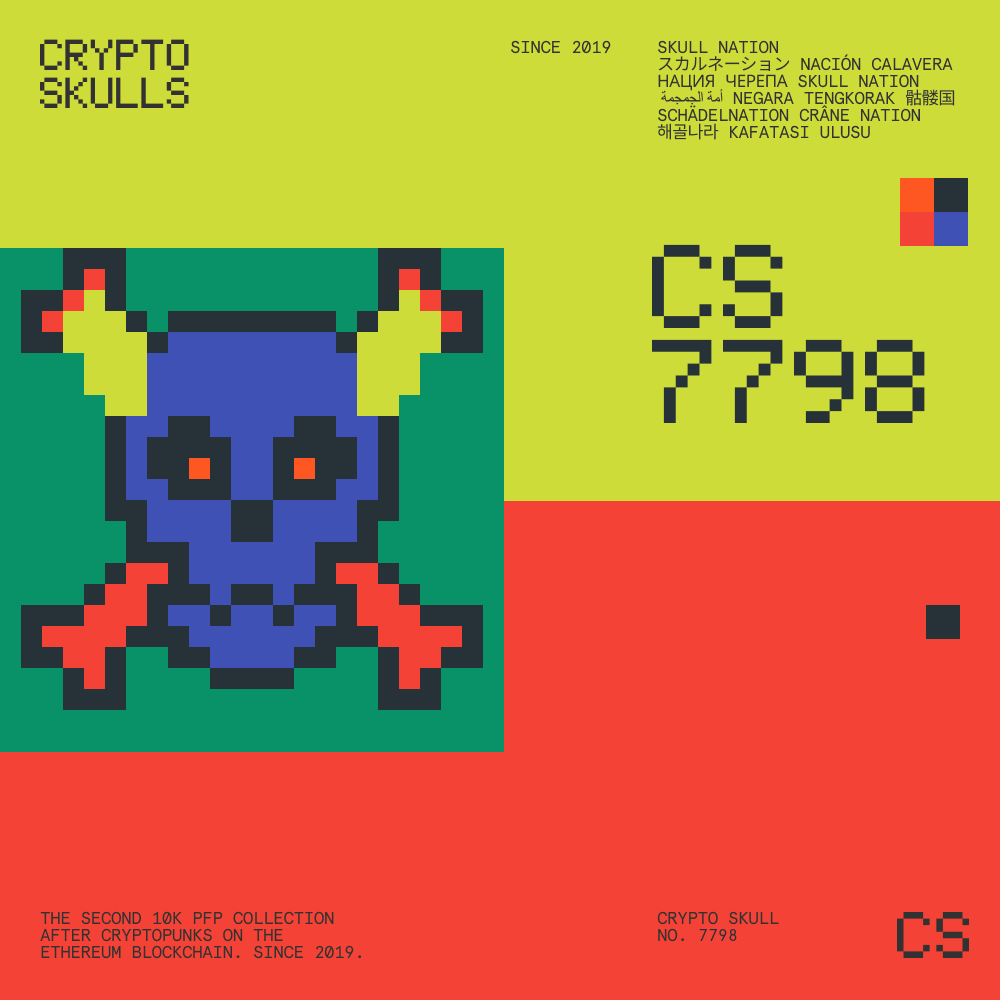 CRYPTO
SKULLS
SINCE 2019
SKULL NATION
スカルネーション NACIÓN CALAVERA
НАЦИЯ ЧЕРЕПА SKULL NATION
أمة الجمجمة NEGARA TENGKORAK 骷髅国
SCHÄDELNATION CRÂNE NATION
해골나라 KAFATASI ULUSU
CS
7798
THE SECOND 10K PFP COLLECTION
AFTER CRYPTOPUNKS ON THE
ETHEREUM BLOCKCHAIN. SINCE 2019.
CRYPTO SKULL
NO. 7798
CS